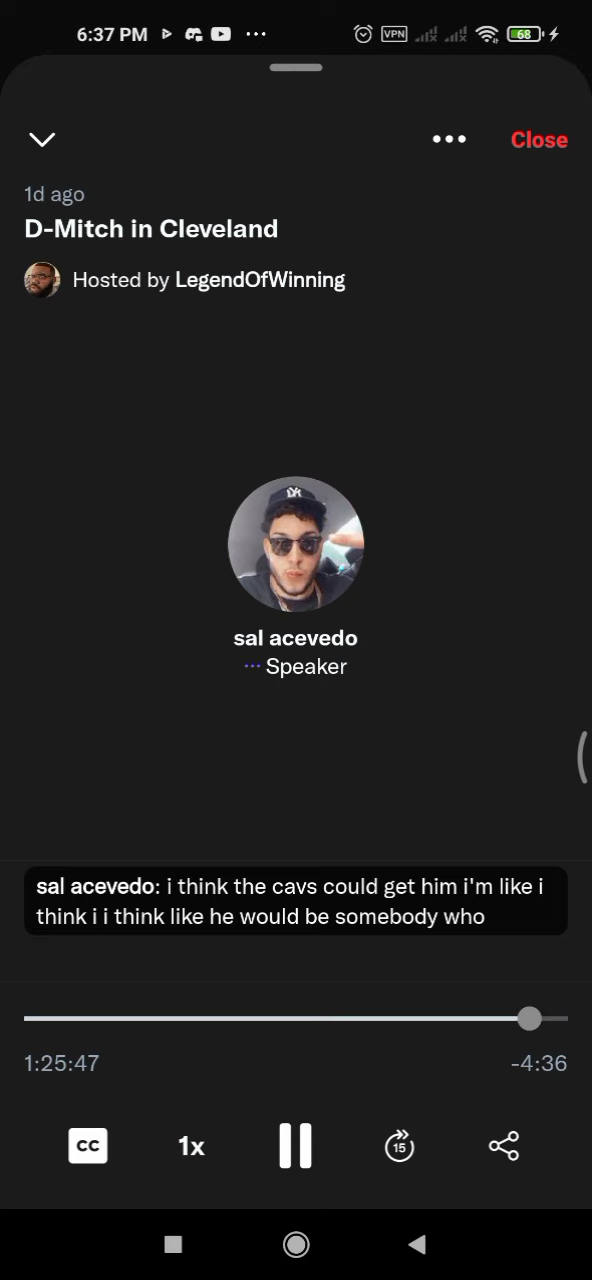 6:37 PM
VPN
68
Close
1d ago
D-Mitch in Cleveland
Hosted by LegendOfWinning
sal acevedo
Speaker
sal acevedo: i think the cavs could get him i'm like i
think i i think like he would be somebody who
1:25:47
-4:36
CC
1x
15